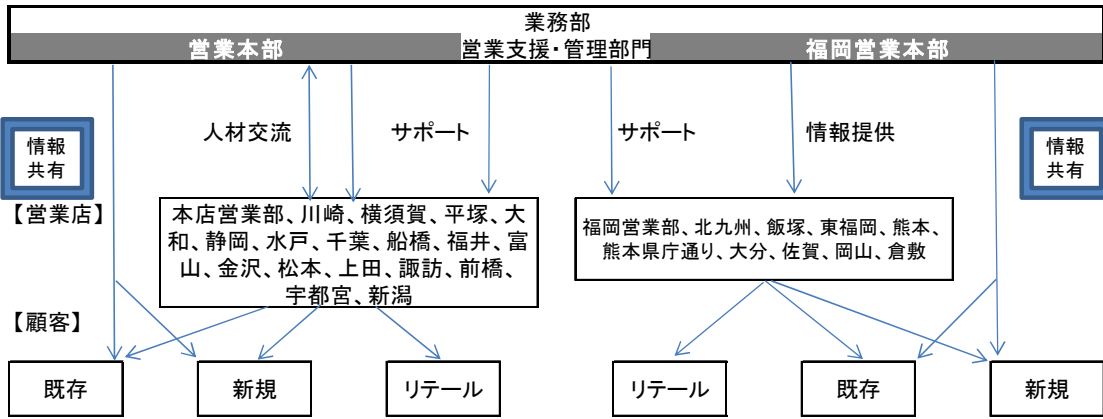 業務部
営業本部
営業支援・管理部門
福岡営業本部
人材交流
サポート
サポート
情報提供
情報
共有
情報
共有
【営業店】
本店営業部、川崎、横須賀、平塚、大
和、静岡、水戸、千葉、船橋、福井、富
山、金沢、松本、上田、諏訪、前橋、
宇都宮、新潟
福岡営業部、北九州、飯塚、東福岡、熊本、
熊本県庁通り、大分、佐賀、岡山、倉敷
【顧客】
既存
新規
リテール
リテール
既存
新規